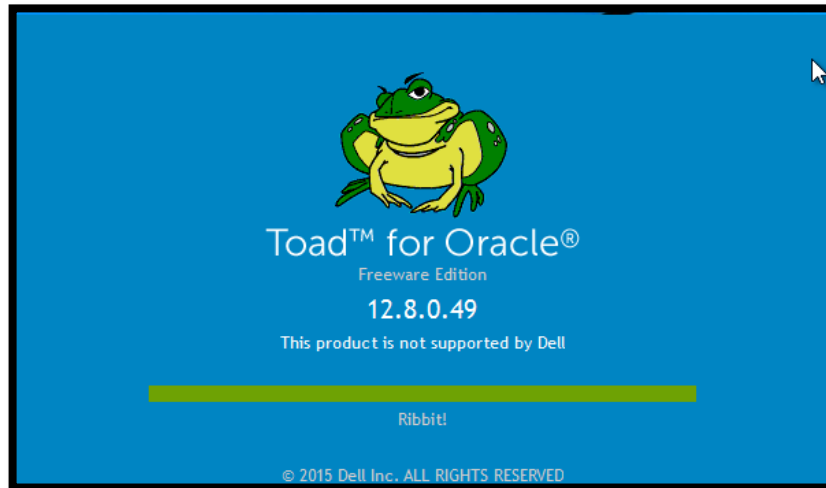 Toad™ for Oracle®
Freeware Edition
12.8.0.49
This product is not supported by Dell
Ribbit!
© 2015 Dell Inc. ALL RIGHTS RESERVED